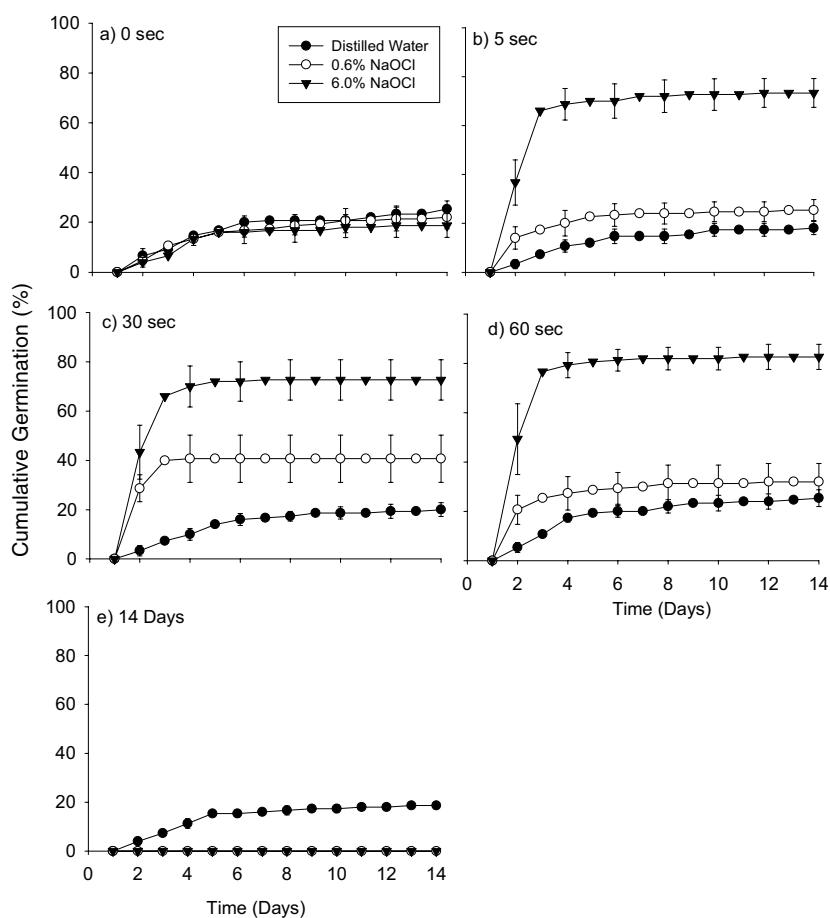 100
80
60
40
20
0
a) 0 sec
Distilled Water
0.6% NaOCl
6.0% NaOCl
b) 5 sec
Cumulative Germination (%)
100
80
60
40
20
0
c) 30 sec
d) 60 sec
0 2 4 6 8 10 12 14
Time (Days)
100
80
60
40
20
0
e) 14 Days
0 2 4 6 8 10 12 14
Time (Days)